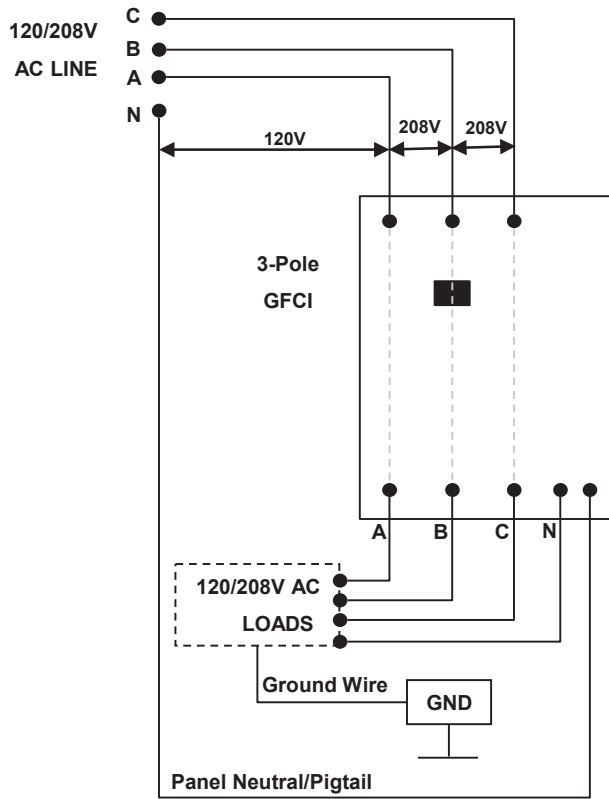 120/208V
AC LINE
C
B
A
N
120V
208V
208V
3-Pole
GFCI
A
B
C
N
120/208V AC
LOADS
Ground Wire
GND
Panel Neutral/Pigtail